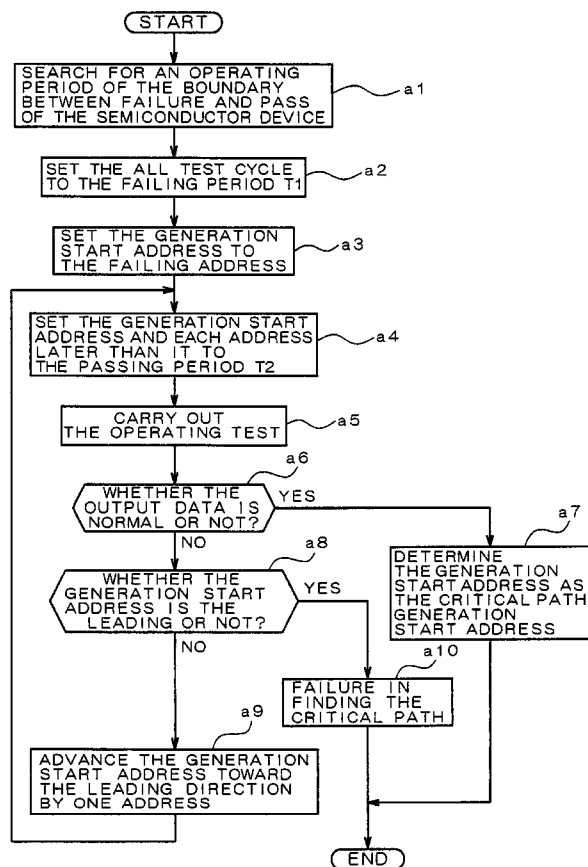 START
SEARCH FOR AN OPERATING
PERIOD OF THE BOUNDARY
BETWEEN FAILURE AND PASS
OF THE SEMICONDUCTOR DEVICE
a1
SET THE ALL TEST CYCLE
TO THE FAILING PERIOD T1
a2
SET THE GENERATION
START ADDRESS TO
THE FAILING ADDRESS
a3
SET THE GENERATION START
ADDRESS AND EACH ADDRESS
LATER THAN IT TO
THE PASSING PERIOD T2
a4
CARRY OUT
THE OPERATING TEST
a5
a6
WHETHER THE
OUTPUT DATA IS
NORMAL OR NOT?
YES
NO
a7
DETERMINE
THE GENERATION
START ADDRESS AS
THE CRITICAL PATH
GENERATION
START ADDRESS
a8
WHETHER THE
GENERATION START
ADDRESS IS THE
LEADING OR NOT?
YES
NO
a10
FAILURE IN
FINDING THE
CRITICAL PATH
a9
ADVANCE THE GENERATION
START ADDRESS TOWARD
THE LEADING DIRECTION
BY ONE ADDRESS
END